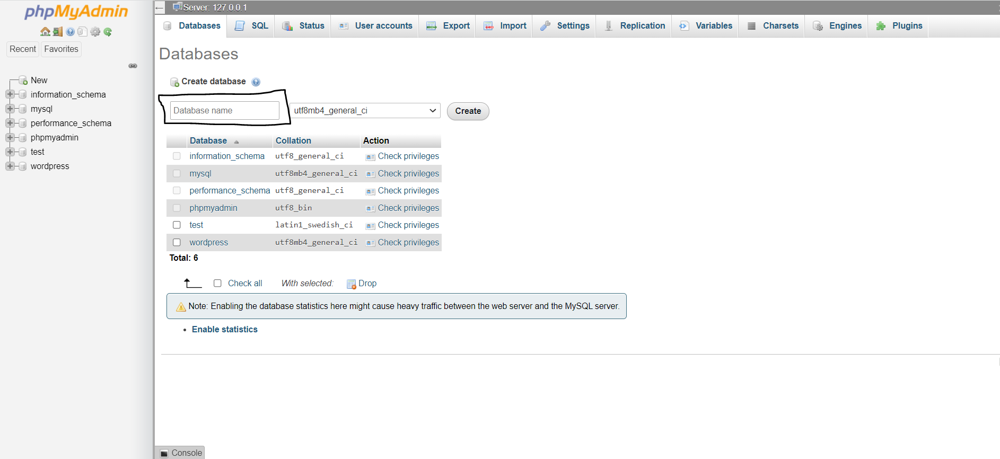 phpMyAdmin
Recent Favorites
New
information_schema
mysql
performance_schema
phpmyadmin
test
wordpress
Server: 127.0.0.1
Databases SQL Status User accounts Export Import Settings Replication Variables Charsets Engines Plugins
Databases
Create database
Database name utf8mb4_general_ci Create
Database Collation Action
information_schema utf8_general_ci Check privileges
mysql utf8mb4_general_ci Check privileges
performance_schema utf8_general_ci Check privileges
phpmyadmin utf8_bin Check privileges
test latin1_swedish_ci Check privileges
wordpress utf8mb4_general_ci Check privileges
Total: 6
Check all With selected: Drop
Note: Enabling the database statistics here might cause heavy traffic between the web server and the MySQL server.
• Enable statistics
Console